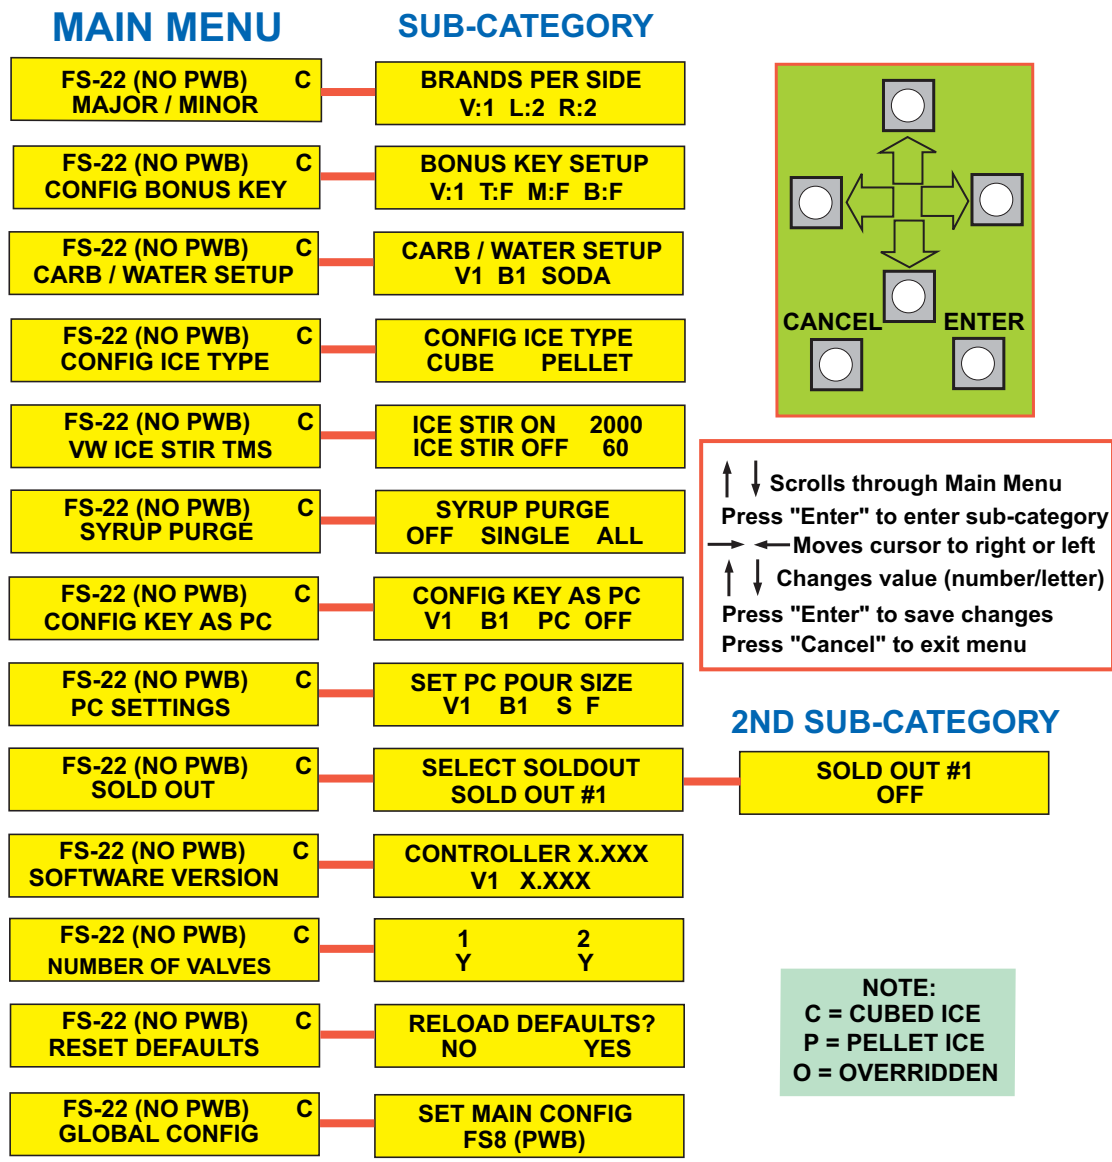 MAIN MENU
SUB-CATEGORY
FS-22 (NO PWB) C
MAJOR / MINOR
BRANDS PER SIDE
V:1 L:2 R:2
FS-22 (NO PWB) C
CONFIG BONUS KEY
BONUS KEY SETUP
V:1 T:F M:F B:F
FS-22 (NO PWB) C
CARB / WATER SETUP
CARB / WATER SETUP
V1 B1 SODA
FS-22 (NO PWB) C
CONFIG ICE TYPE
CONFIG ICE TYPE
CUBE PELLET
FS-22 (NO PWB) C
VW ICE STIR TMS
ICE STIR ON 2000
ICE STIR OFF 60
FS-22 (NO PWB) C
SYRUP PURGE
SYRUP PURGE
OFF SINGLE ALL
FS-22 (NO PWB) C
CONFIG KEY AS PC
CONFIG KEY AS PC
V1 B1 PC OFF
FS-22 (NO PWB) C
PC SETTINGS
SET PC POUR SIZE
V1 B1 S F
FS-22 (NO PWB) C
SOLD OUT
SELECT SOLDOUT
SOLD OUT #1
2ND SUB-CATEGORY
SOLD OUT #1
OFF
FS-22 (NO PWB) C
SOFTWARE VERSION
CONTROLLER X.XXX
V1 X.XXX
FS-22 (NO PWB) C
NUMBER OF VALVES
1 2
Y Y
FS-22 (NO PWB) C
RESET DEFAULTS
RELOAD DEFAULTS?
NO YES
FS-22 (NO PWB) C
GLOBAL CONFIG
SET MAIN CONFIG
FS8 (PWB)
CANCEL ENTER
Scrolls through Main Menu
Press "Enter" to enter sub-category
Moves cursor to right or left
Changes value (number/letter)
Press "Enter" to save changes
Press "Cancel" to exit menu
NOTE:
C = CUBED ICE
P = PELLET ICE
O = OVERRIDDEN